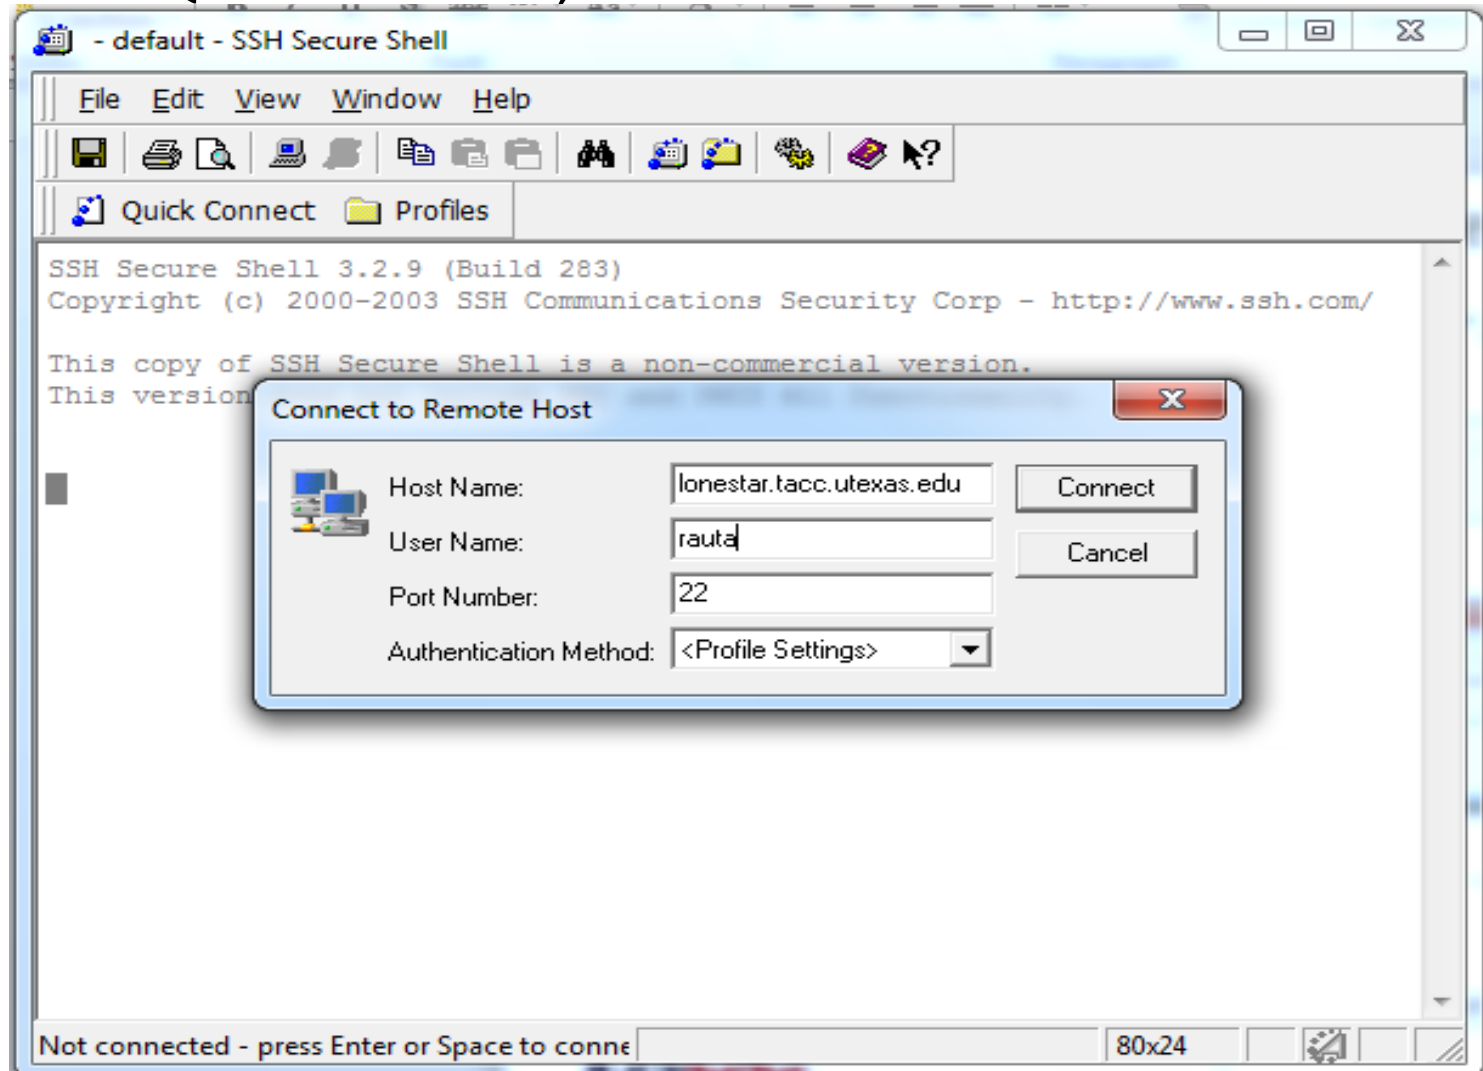 - default - SSH Secure Shell
File Edit View Window Help
Quick Connect Profiles
SSH Secure Shell 3.2.9 (Build 283)
Copyright (c) 2000-2003 SSH Communications Security Corp - http://www.ssh.com/
This copy of SSH Secure Shell is a non-commercial version.
This version
Connect to Remote Host
Host Name: lonestar.tacc.utexas.edu Connect
User Name: rauta Cancel
Port Number: 22
Authentication Method: <Profile Settings>
Not connected - press Enter or Space to conne 80x24